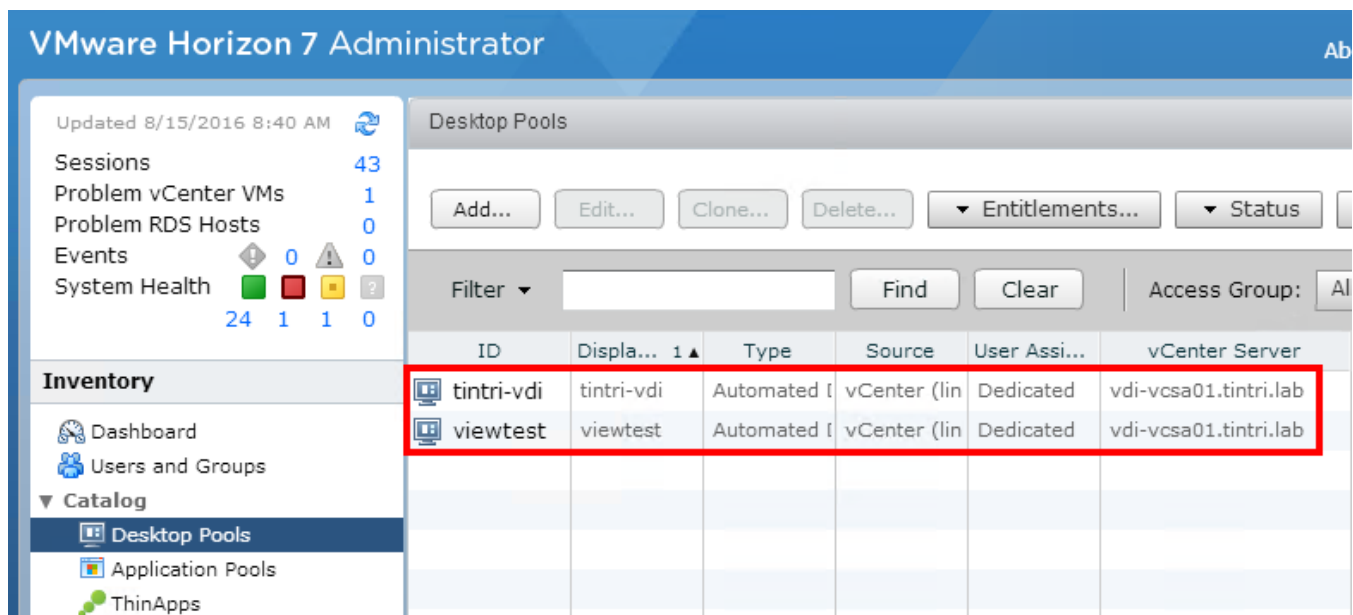 VMware Horizon 7 Administrator
Ab
Updated 8/15/2016 8:40 AM
Sessions 43
Problem vCenter VMs 1
Problem RDS Hosts 0
Events 0 0
System Health ?
24 1 1 0
Inventory
Dashboard
Users and Groups
Catalog
Desktop Pools
Application Pools
ThinApps
Desktop Pools
Add... Edit... Clone... Delete... Entitlements... Status
Filter Find Clear Access Group: Al
ID Displa... 1 Type Source User Assi... vCenter Server
tintri-vdi tintri-vdi Automated D vCenter (lin Dedicated vdi-vcsa01.tintri.lab
viewtest viewtest Automated D vCenter (lin Dedicated vdi-vcsa01.tintri.lab